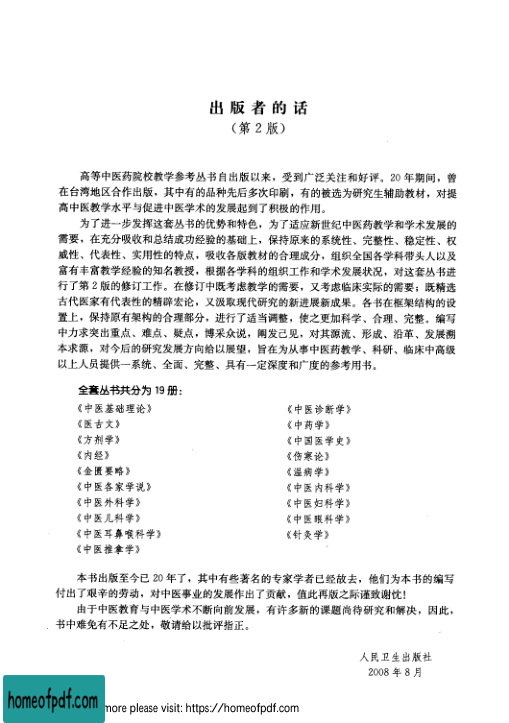 出版者的话
(第2版)
高等中医药院校教学参考丛书自出版以来，受到广泛关注和好评。20年期间，曾
在台湾地区合作出版，其中有的品种先后多次印刷，有的被选为研究生辅助教材，对提
高中医教学水平与促进中医学术的发展起到了积极的作用。
为了进一步发挥这套丛书的优势和特色，为了适应新世纪中医药教学和学术发展的
需要，在充分吸收和总结成功经验的基础上，保持原来的系统性、完整性、稳定性、权
威性、代表性、实用性的特点，吸收各版教材的合理成分，组织全国各学科带头人以及
富有丰富教学经验的知名教授，根据各学科的组织工作和学术发展状况，对这套丛书进
行了第2版的修订工作。在修订中既考虑教学的需要，又考虑临床实际的需要；既精选
古代医家有代表性的精辟宏论，又汲取现代研究的新进展新成果。各书在框架结构的设
置上，保持原有架构的合理部分，进行了适当调整，使之更加科学、合理、完整。编写
中力求突出重点、难点、疑点，博采众说，阐发己见，对其源流、形成、沿革、发展溯
本求源，对今后的研究发展方向给以展望，旨在为从事中医药教学、科研、临床中高级
以上人员提供一系统、全面、完整、具有一定深度和广度的参考用书。
全套丛书共分为19册：
《中医基础理论》 《中医诊断学》
《医古文》 《中药学》
《方剂学》 《中国医学史》
《内经》 《伤寒论》
《金匮要略》 《温病学》
《中医各家学说》 《中医内科学》
《中医外科学》 《中医妇科学》
《中医儿科学》 《中医眼科学》
《中医耳鼻喉科学》 《针灸学》
《中医推拿学》
本书出版至今已20年了，其中有些著名的专家学者已经故去，他们为本书的编写
付出了艰辛的劳动，对中医事业的发展作出了贡献，值此再版之际谨致谢忱！
由于中医教育与中医学术不断向前发展，有许多新的课题尚待研究和解决，因此，
书中难免有不足之处，敬请给以批评指正。
人民卫生出版社
2008年8月
homeofpdf.com
more please visit: https://homeofpdf.com